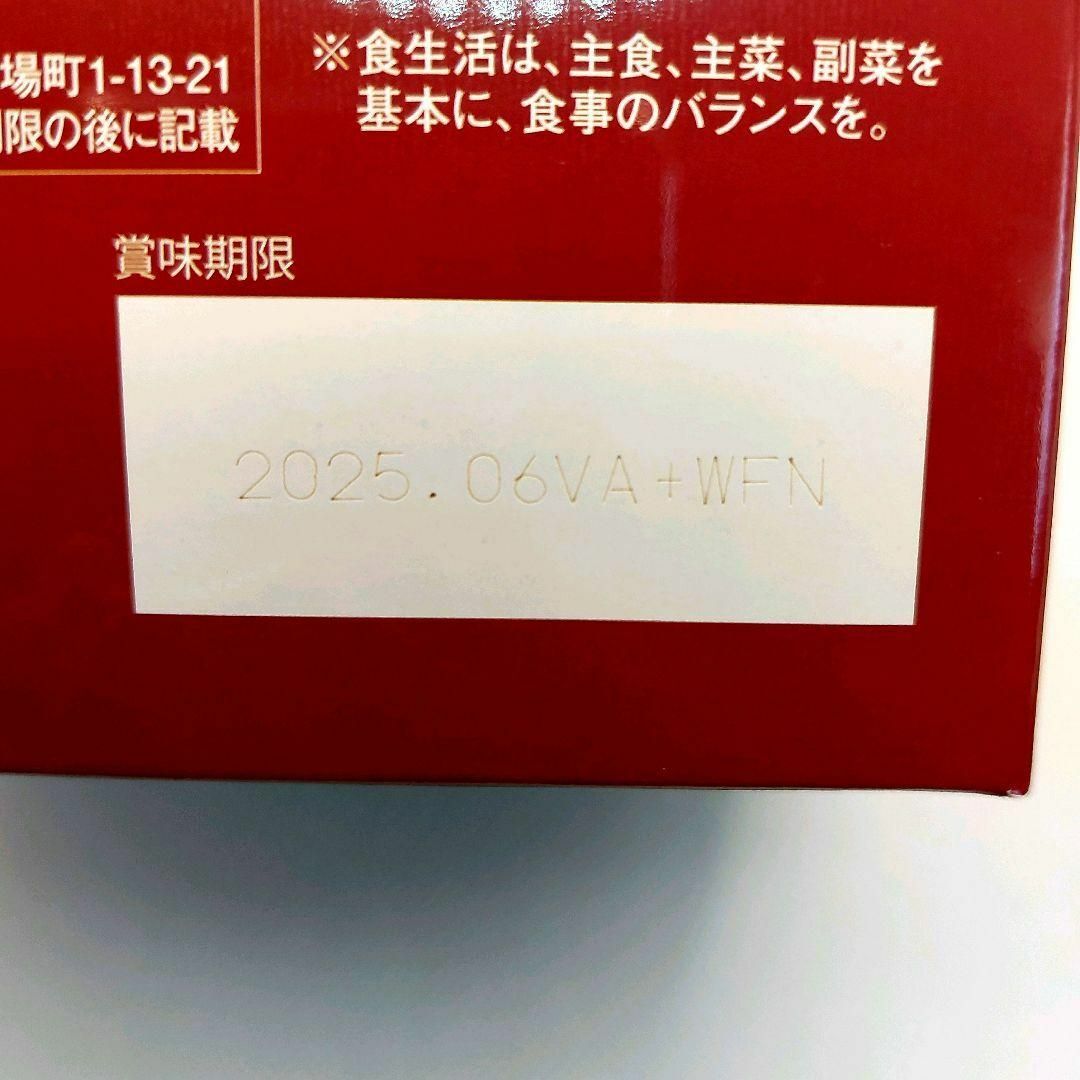 場町1-13-21
限の後に記載
※食生活は、主食、主菜、副菜を
基本に、食事のバランスを。
賞味期限
2025.06VA+WFN